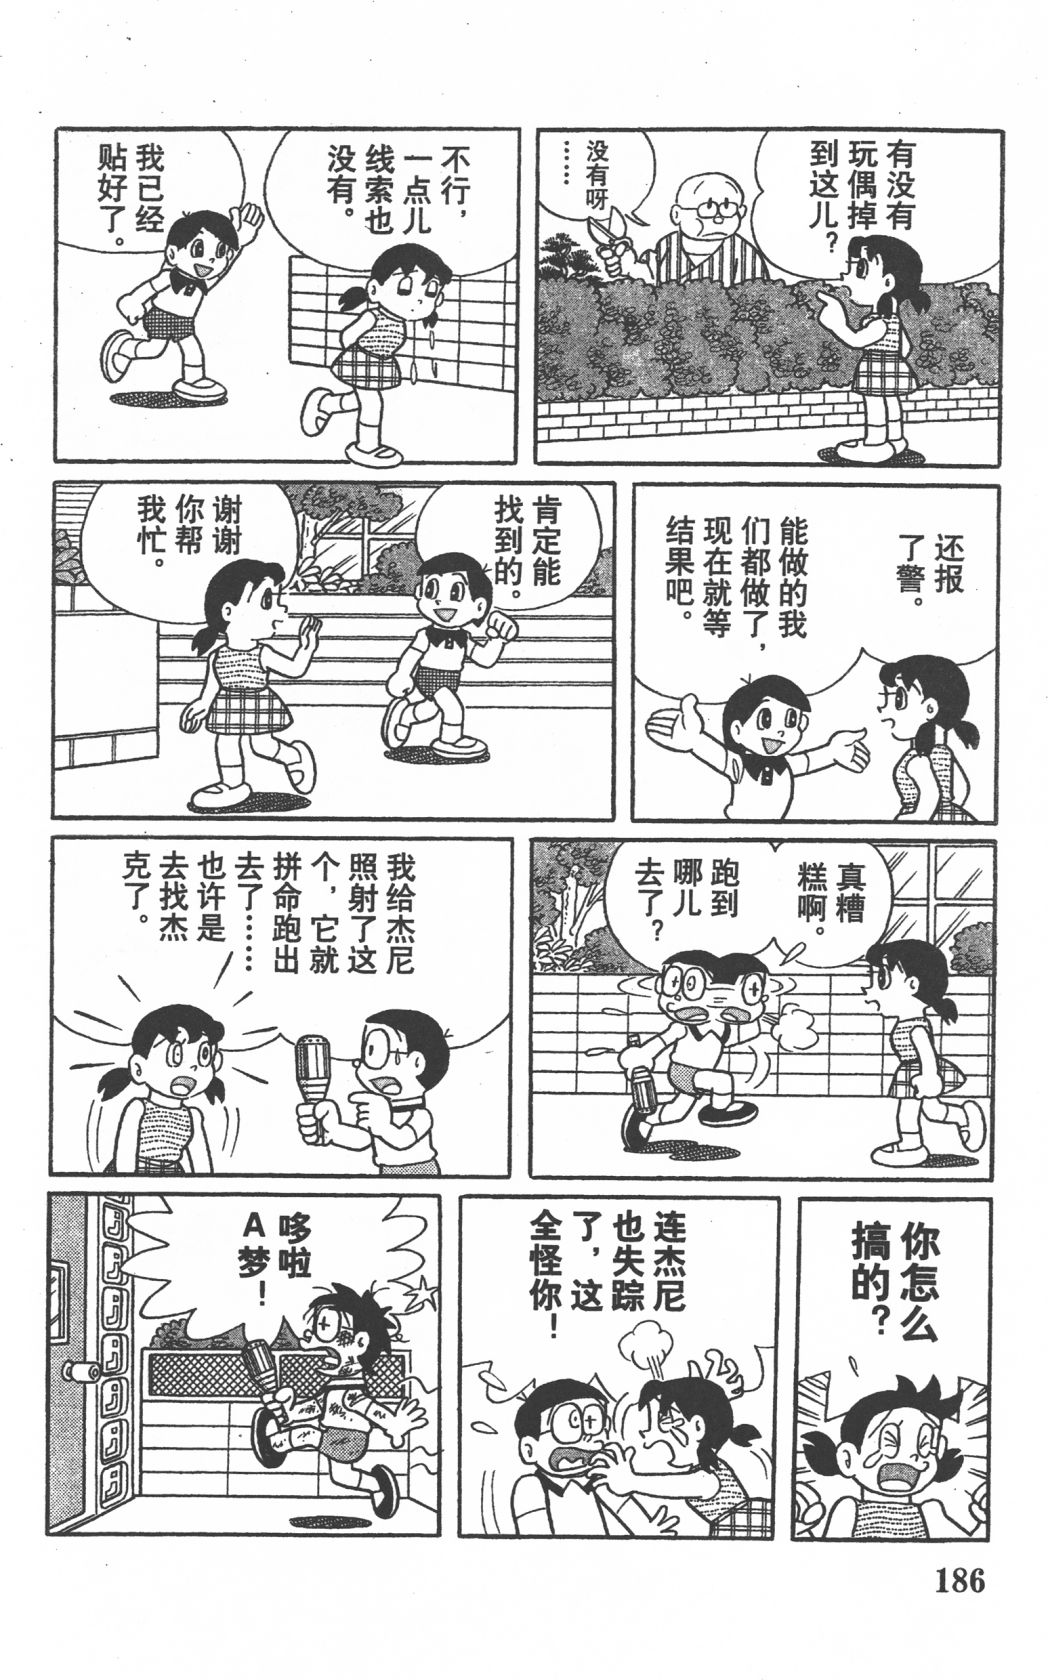 有没有
玩偶掉
到这儿?
没有呀
……
不行，
一点儿
线索也
没有。
我已经
贴好了。
还报
了警。
能做的我
们都做了，
现在就等
结果吧。
肯定能
找到的。
谢谢
你帮
我忙。
真糟
糕啊。
跑到
哪儿
去了?
我给杰尼
照射了这
个，它就
拼命跑出
去了……
也许是
去找杰
克了。
你怎么
搞的?
连杰尼
也失踪
了，这
全怪你!
哆啦
A梦!
186